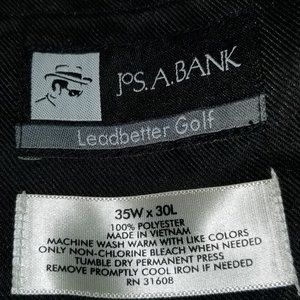 JoS. A. BANK
Leadbetter Golf
35W x 30L
100% POLYESTER
MADE IN VIETNAM
MACHINE WASH WARM WITH LIKE COLORS
ONLY NON-CHLORINE BLEACH WHEN NEEDED
TUMBLE DRY PERMANENT PRESS
REMOVE PROMPTLY COOL IRON IF NEEDED
RN 31608